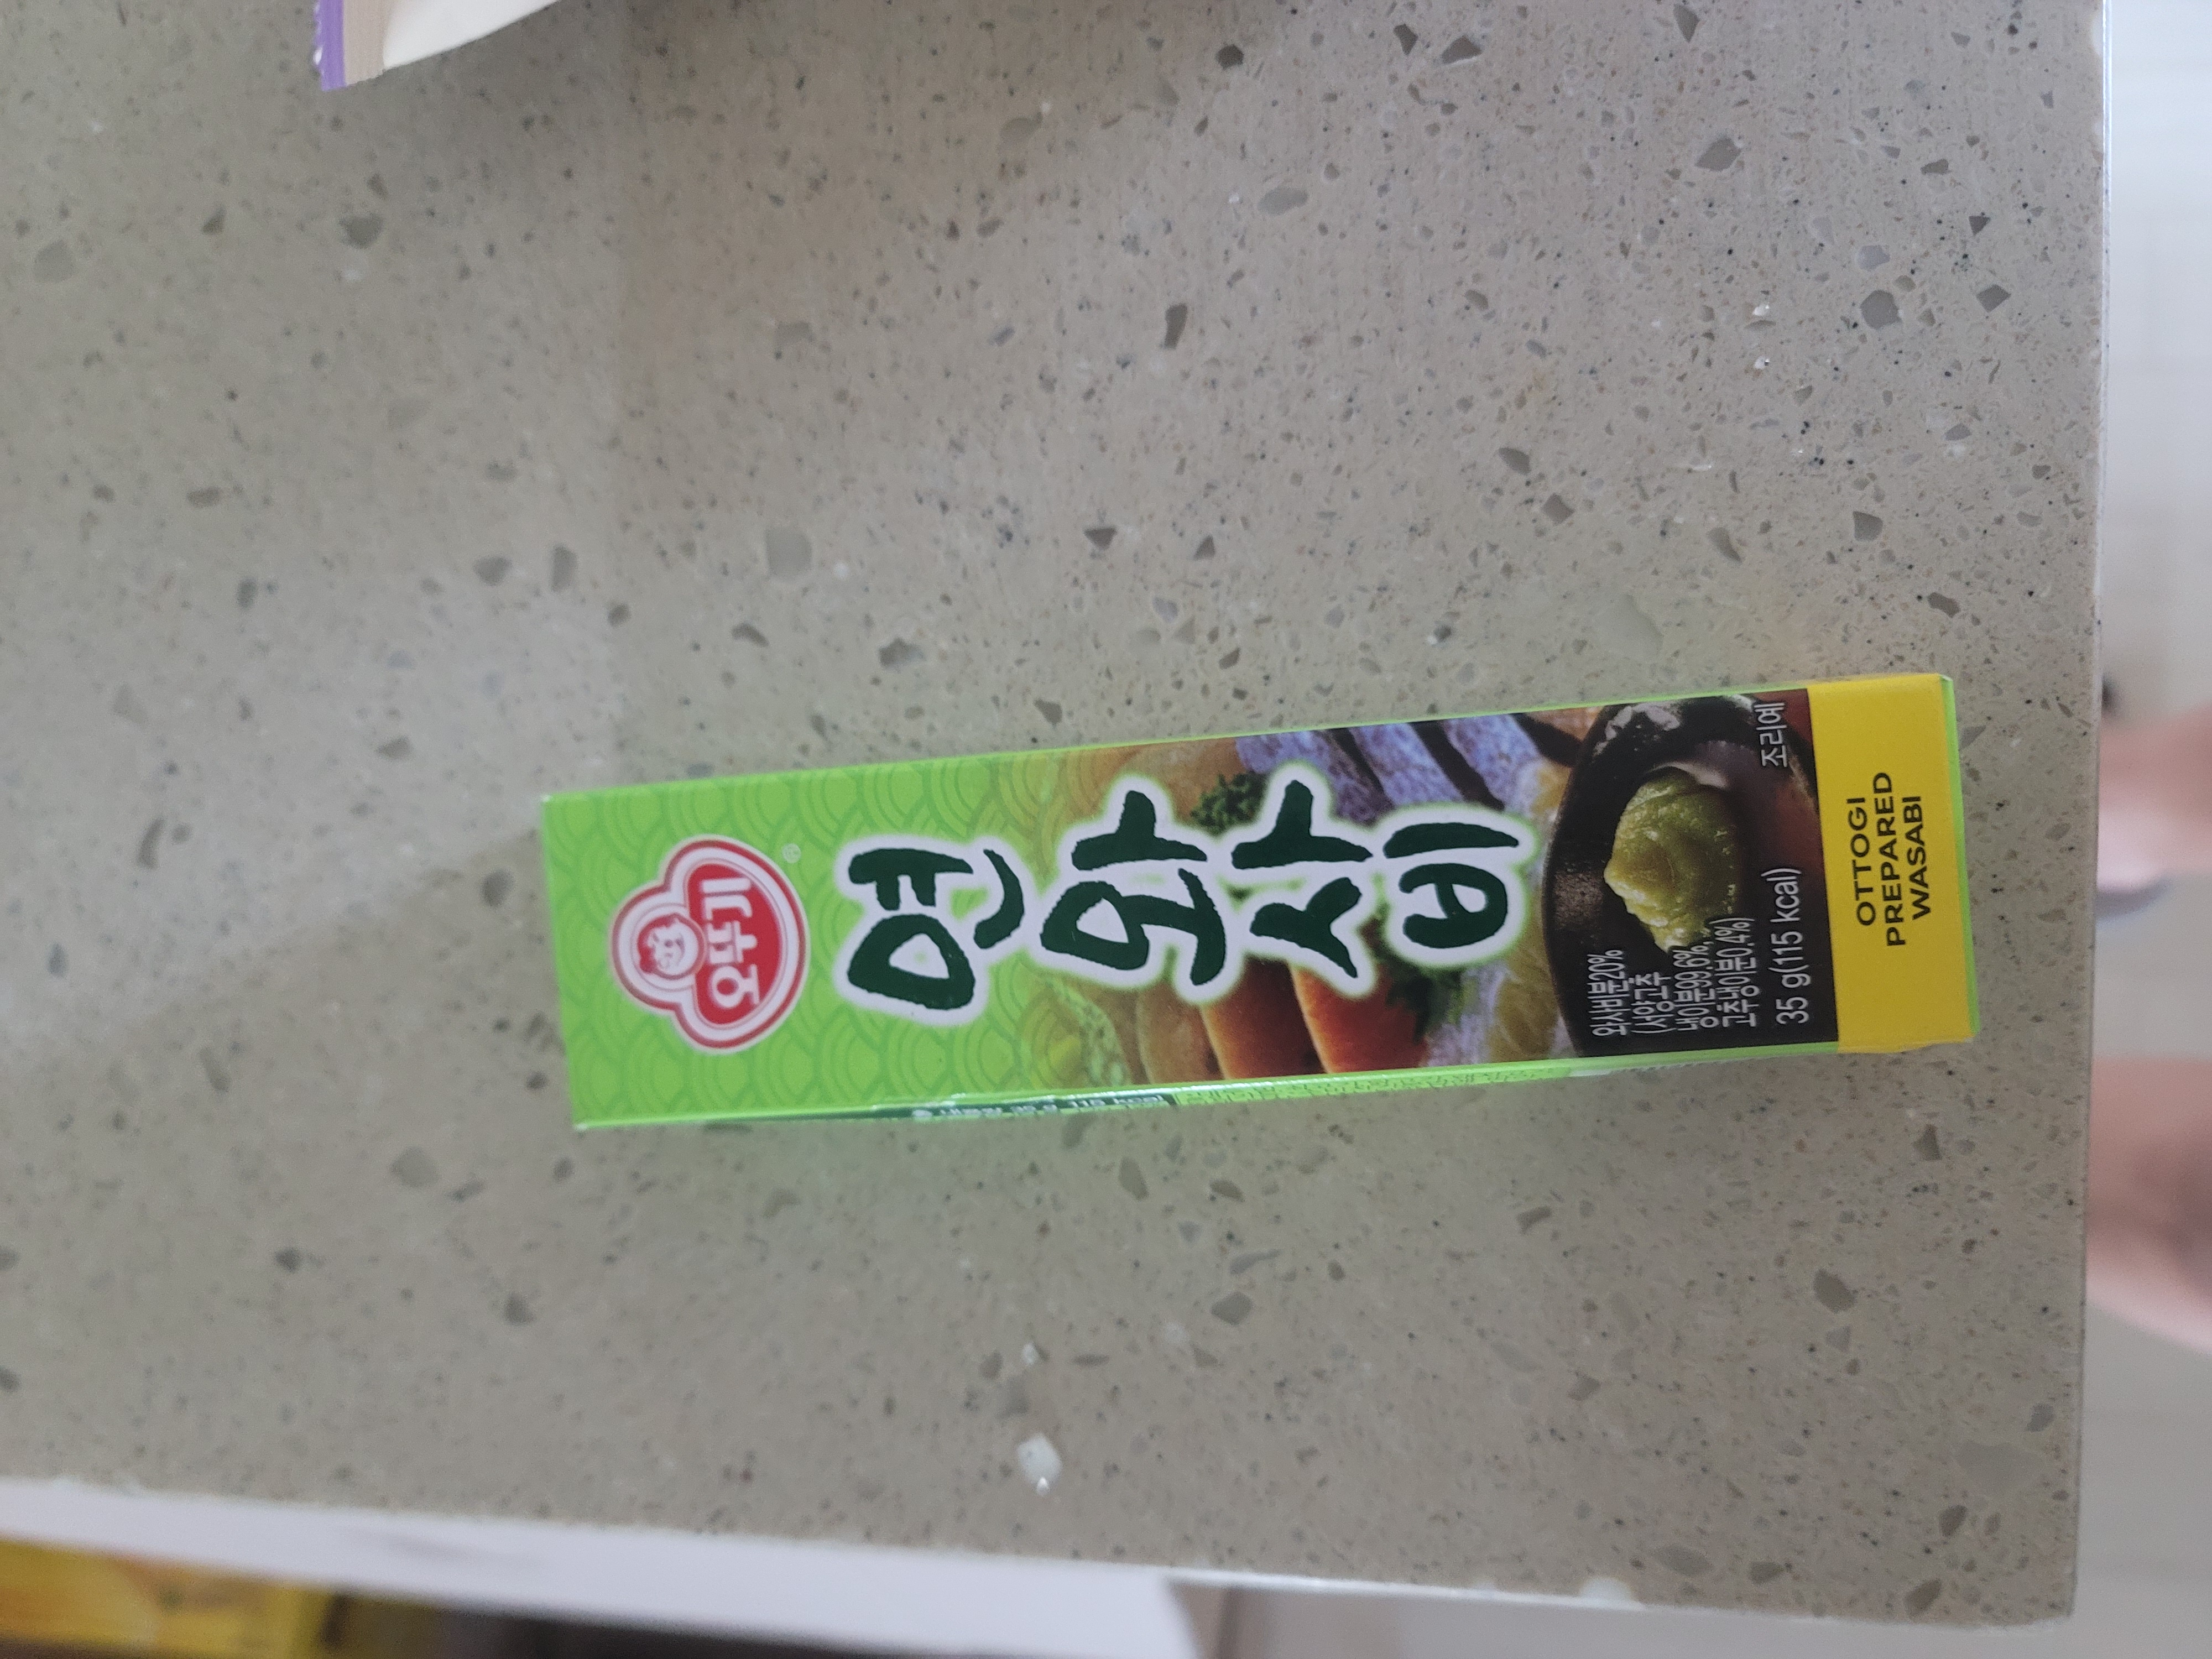 오뚜기
®
연와사비
와사비분20%
(서양고추
냉이분99.6%,
고추냉이분0.4%)
35 g(115 kcal)
조리예
OTTOGI
PREPARED
WASABI